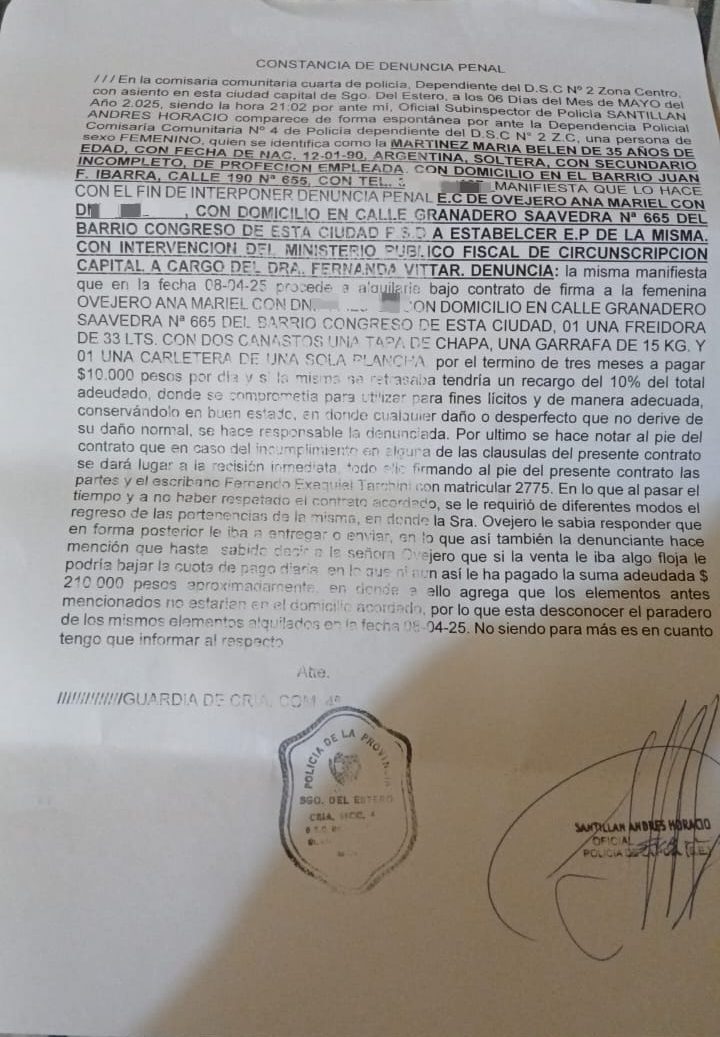 CONSTANCIA DE DENUNCIA PENAL
///En la comisaria comunitaria cuarta de policía, Dependiente del D.S.C Nº 2 Zona Centro,
con asiento en esta ciudad capital de Sgo. Del Estero, a los 06 Días del Mes de MAYO del
Año 2.025, siendo la hora 21:02 por ante mí, Oficial Subinspector de Policía SANTILLAN
ANDRES HORACIO comparece de forma espontánea por ante la Dependencia Policial
Comisaría Comunitaria Nº 4 de Policía dependiente del D.S.C Nº 2 Z.C, una persona de
sexo FEMENINO, quien se identifica como la MARTINEZ MARIA BELEN DE 35 AÑOS DE
EDAD, CON FECHA DE NAC. 12-01-90, ARGENTINA, SOLTERA, CON SECUNDARIO
INCOMPLETO, DE PROFECION EMPLEADA. CON DOMICILIO EN EL BARRIO JUAN
F. IBARRA, CALLE 190 Nª 655, CON TEL. MANIFIESTA QUE LO HACE
CON EL FIN DE INTERPONER DENUNCIA PENAL E.C DE OVEJERO ANA MARIEL CON
, CON DOMICILIO EN CALLE GRANADERO SAAVEDRA Nª 665 DEL
BARRIO CONGRESO DE ESTA CIUDAD P.S.D A ESTABELCER E.P DE LA MISMA.
CON INTERVENCION DEL MINISTERIO PUBLICO FISCAL DE CIRCUNSCRIPCION
CAPITAL A CARGO DEL DRA. FERNANDA VITTAR. DENUNCIA: la misma manifiesta
que en la fecha 08-04-25 procede a alquilarle bajo contrato de firma a la femenina
OVEJERO ANA MARIEL CON DN CON DOMICILIO EN CALLE GRANADERO
SAAVEDRA Nª 665 DEL BARRIO CONGRESO DE ESTA CIUDAD, 01 UNA FREIDORA
DE 33 LTS. CON DOS CANASTOS UNA TAPA DE CHAPA, UNA GARRAFA DE 15 KG. Y
01 UNA CARLETERA DE UNA SOLA PLANCHA, por el termino de tres meses a pagar
$10.000 pesos por día y si la misma se retrasaba tendría un recargo del 10% del total
adeudado, donde se comprometía para utilizar para fines lícitos y de manera adecuada,
conservándolo en buen estado, en donde cualquier daño o desperfecto que no derive de
su daño normal, se hace responsable la denunciada. Por ultimo se hace notar al pie del
contrato que en caso del incumplimiento en alguna de las clausulas del presente contrato
se dará lugar a la recisión inmediata, todo ello firmando al pie del presente contrato las
partes y el escribano Fernando Exequiel Tarchini con matricular 2775. En lo que al pasar el
tiempo y a no haber respetado el contrato acordado, se le requirió de diferentes modos el
regreso de las pertenencias de la misma, en donde la Sra. Ovejero le sabia responder que
en forma posterior le iba a entregar o enviar, en lo que así también la denunciante hace
mención que hasta sabido decir a la señora Ovejero que si la venta le iba algo floja le
podría bajar la cuota de pago diaria, en lo que ni aun así le ha pagado la suma adeudada $
210.000 pesos aproximadamente, en donde a ello agrega que los elementos antes
mencionados no estarían en el domicilio acordado, por lo que esta desconocer el paradero
de los mismos elementos alquilados en la fecha 08-04-25. No siendo para más es en cuanto
tengo que informar al respecto
Atte.
/////////////GUARDIA DE CRIA. COM. 4ª
POLICIA DE LA PROVINCIA
SGO. DEL ESTERO
CRIA. SECC. 4
SANTILLAN ANDRES HORACIO
OFICIAL